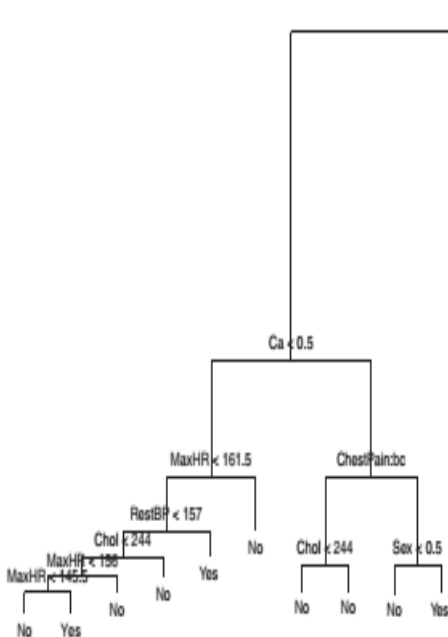 Ca < 0.5
MaxHR < 161.5
ChestPain:bc
RestBP < 157
Chol < 244
MaxHR < 156
MaxHR < 145.5
No
Chol < 244
Sex < 0.5
Yes
No
No
No
No
No
Yes
No
Yes